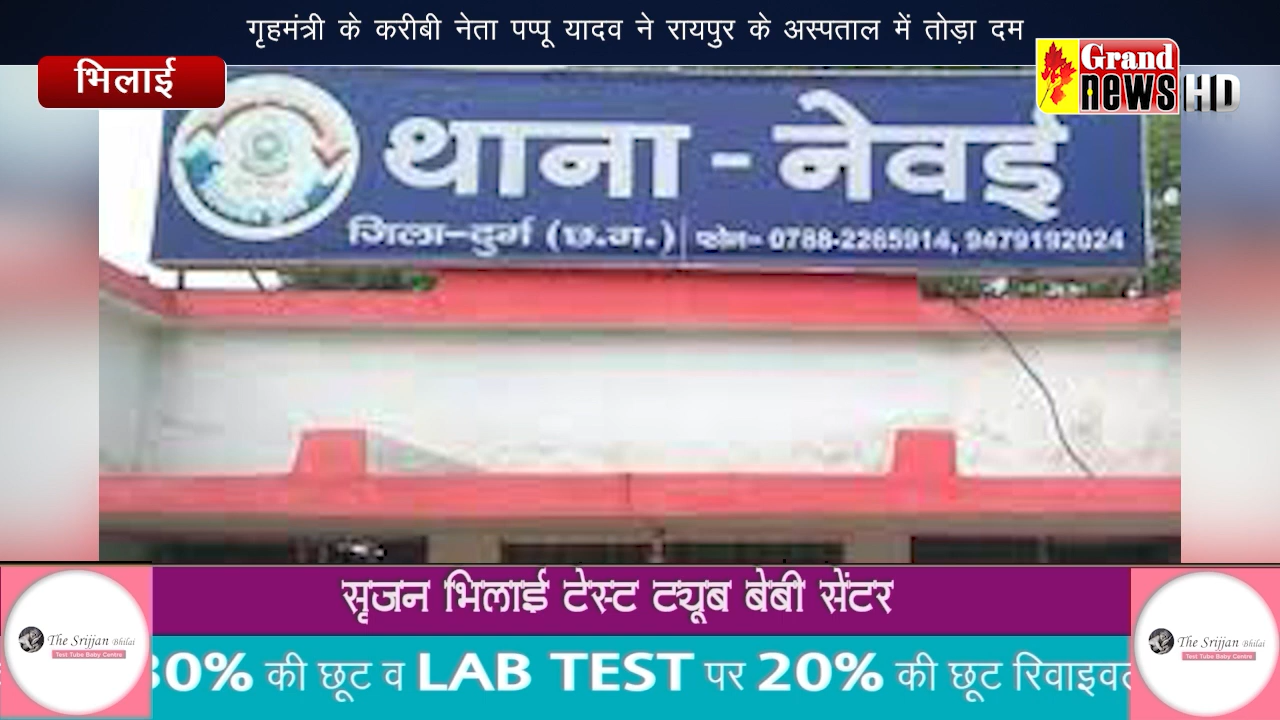 गृहमंत्री के करीबी नेता पप्पू यादव ने रायपुर के अस्पताल में तोड़ा दम
भिलाई
Grand
news HD
थाना - नेवई
जिला-दुर्ग (छ.ग.) फोन- 0788-2265914, 9479192024
सृजन भिलाई टेस्ट ट्यूब बेबी सेंटर
The Srijjan Bhilai
Test Tube Baby Centre
30% की छूट व LAB TEST पर 20% की छूट
The Srijjan Bhilai
Test Tube Baby Centre